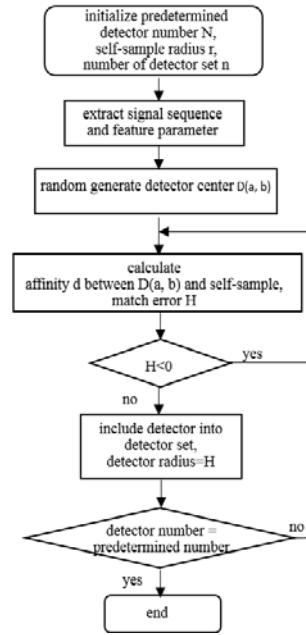 initialize predetermined
detector number N,
self-sample radius r,
number of detector set n
extract signal sequence
and feature parameter
random generate detector center D(a, b)
calculate
affinity d between D(a, b) and self-sample,
match error H
H<0
yes
no
include detector into
detector set,
detector radius=H
detector number =
predetermined number
no
yes
end